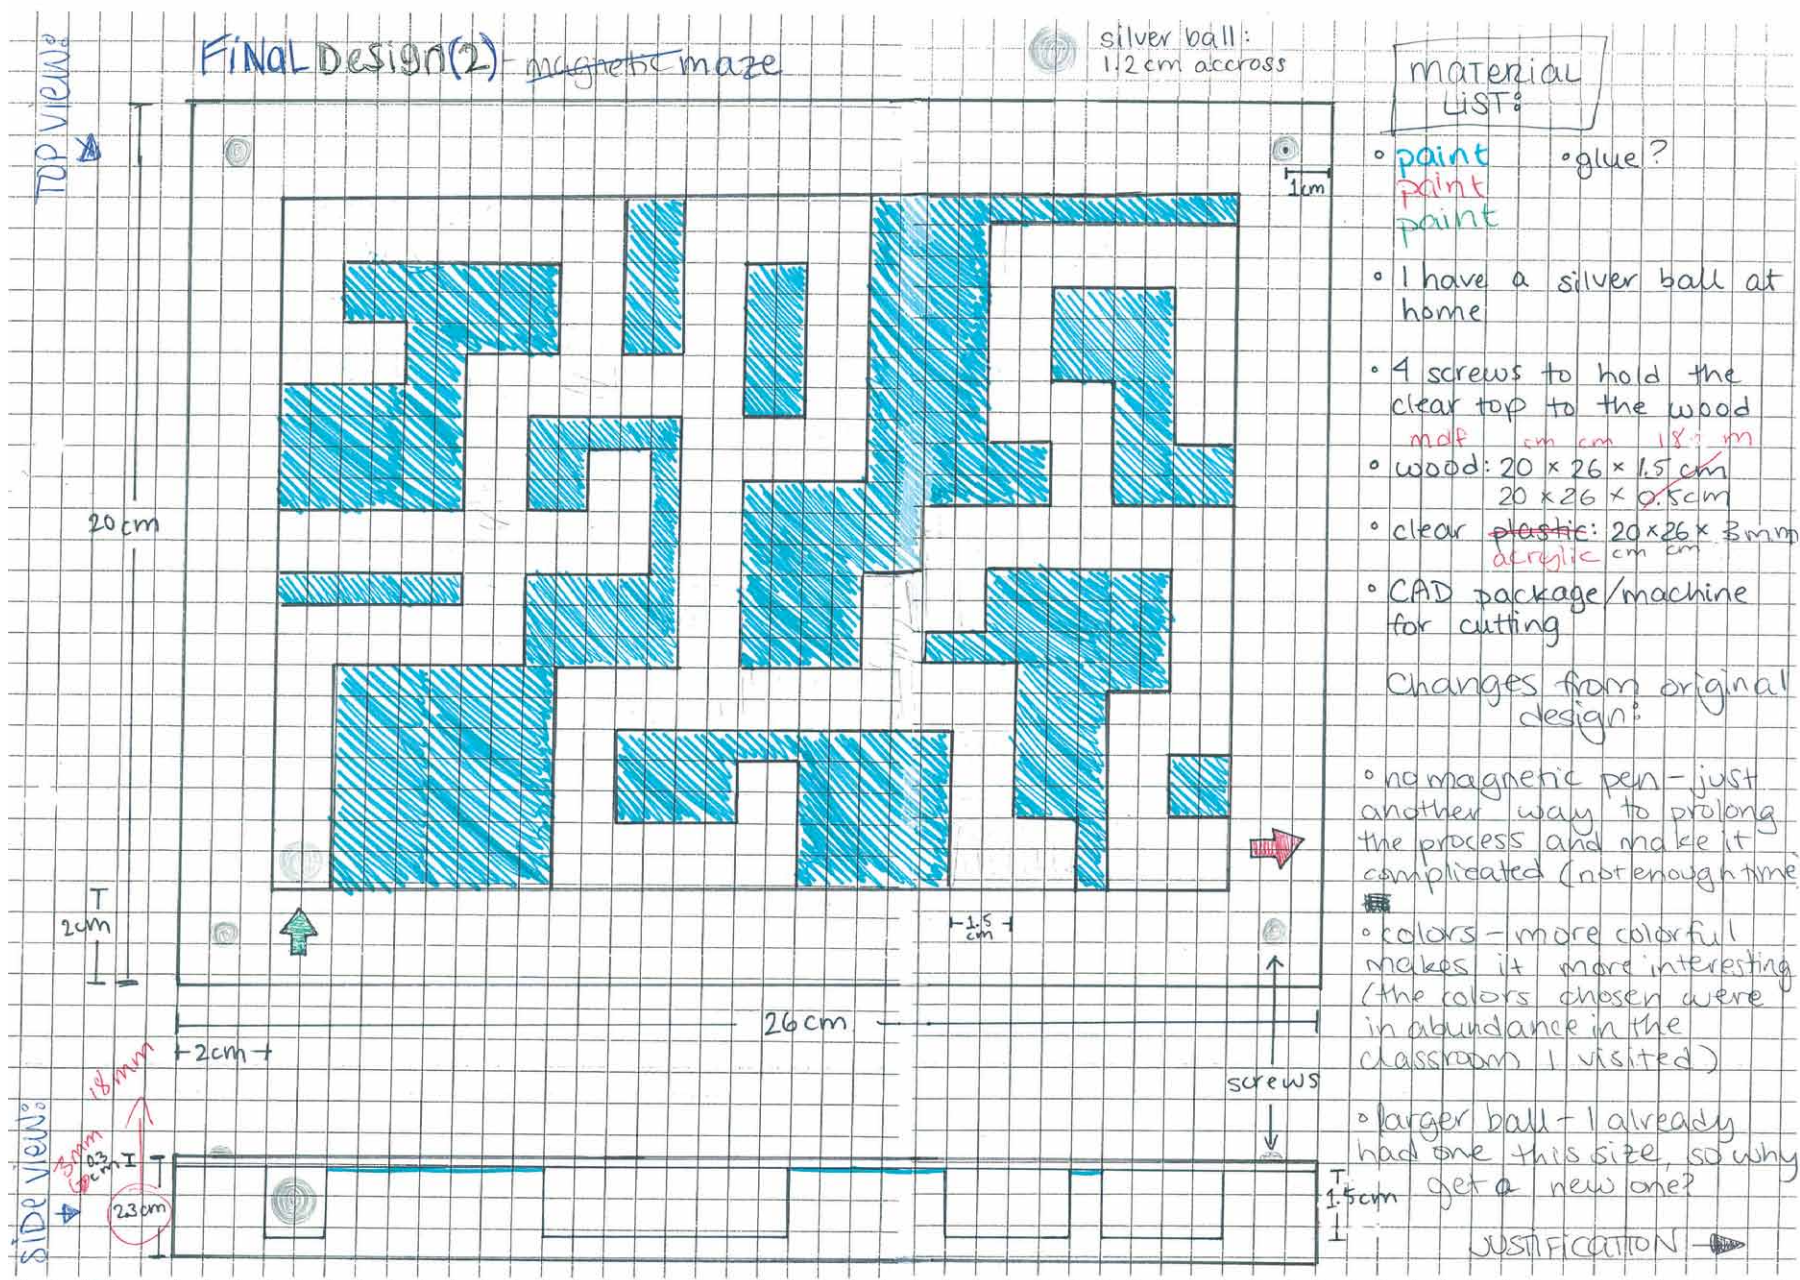 TOP VIEW:
FINAL DESIGN(2) - magnetic maze
silver ball:
1.2cm accross
1cm
20cm
2cm
1.5
cm
26cm
2cm
screws
MATERIAL
LIST:
• paint • glue?
paint
paint
• I have a silver ball at
home
• 4 screws to hold the
clear top to the wood
mdf cm cm 18 m
• wood: 20 × 26 × 1.5 cm
20 × 26 × 0.5cm
• clear plastic: 20×26× 3mm
acrylic cm cm
• CAD package/machine
for cutting
Changes from original
design:
• no magnetic pen – just
another way to prolong
the process and make it
complicated (not enough time
• colors – more colorful
makes it more interesting
(the colors chosen were
in abundance in the
classroom I visited)
• larger ball – I already
had one this size, so why
get a new one?
JUSTIFICATION
SIDE VIEW:
18mm
3mm
0.3
cm
2.3cm
1.5cm